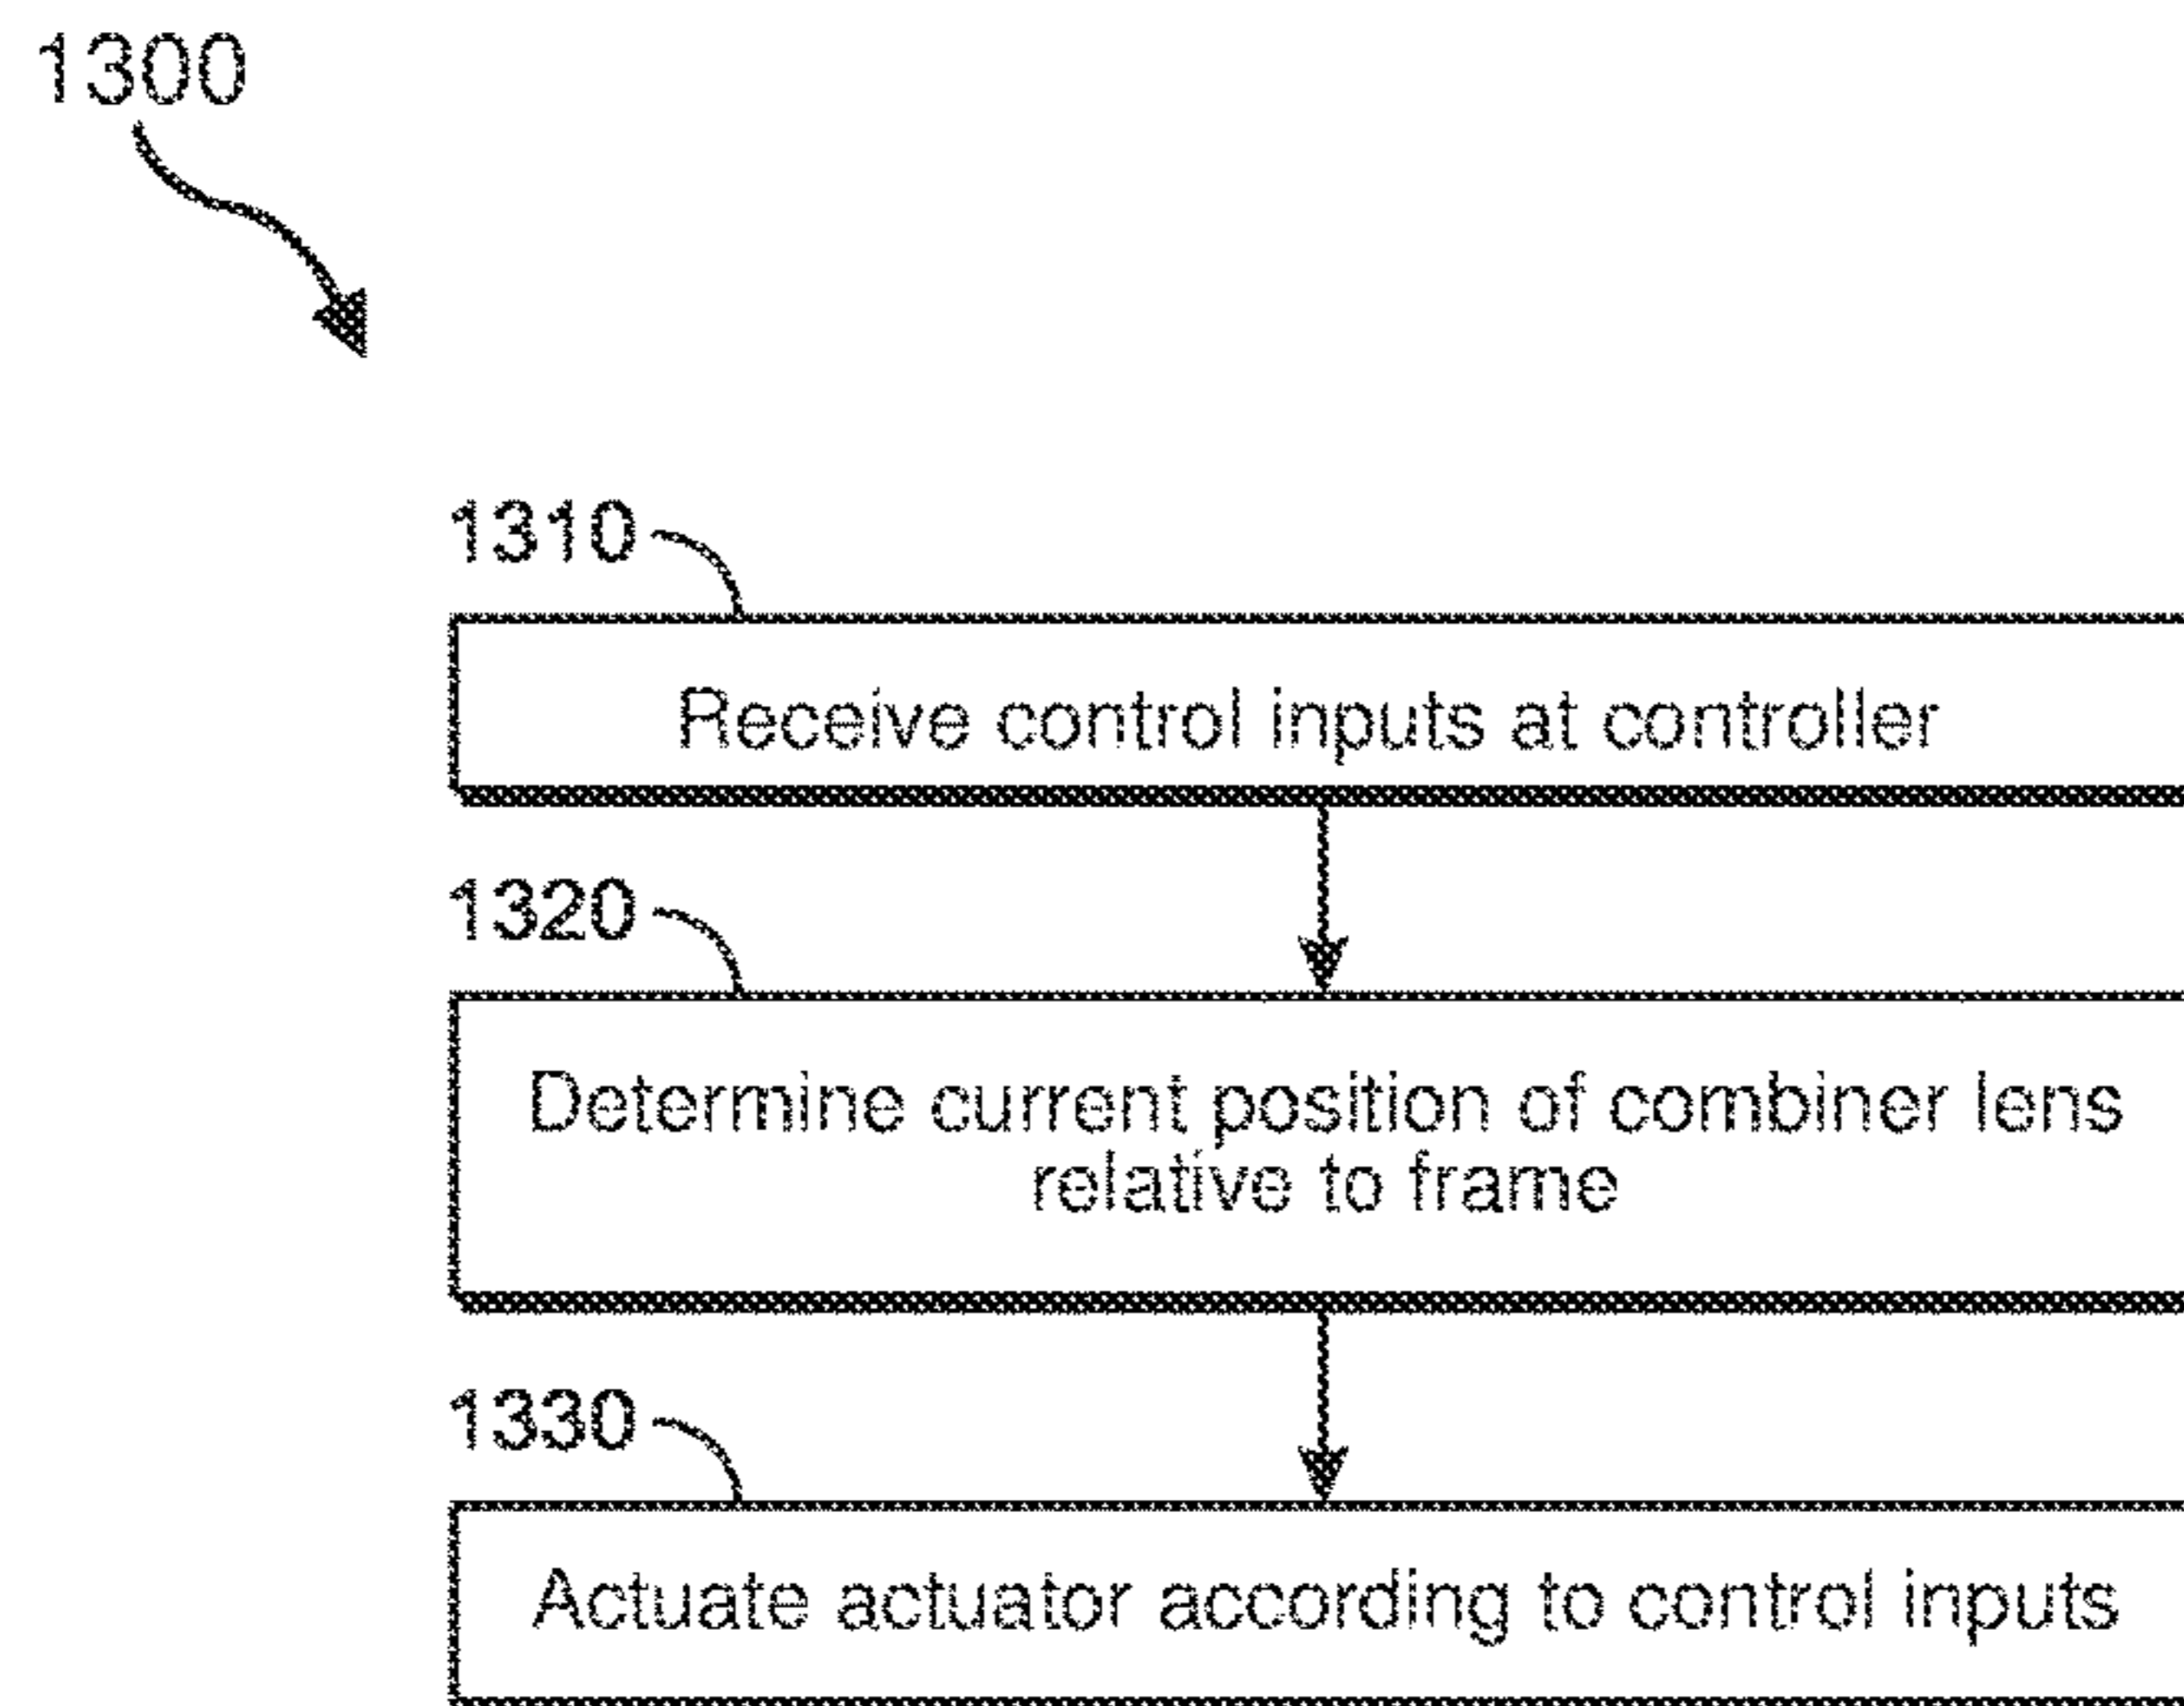 1300
1310
Receive control inputs at controller
1320
Determine current position of combiner lens
relative to frame
1330
Actuate actuator according to control inputs